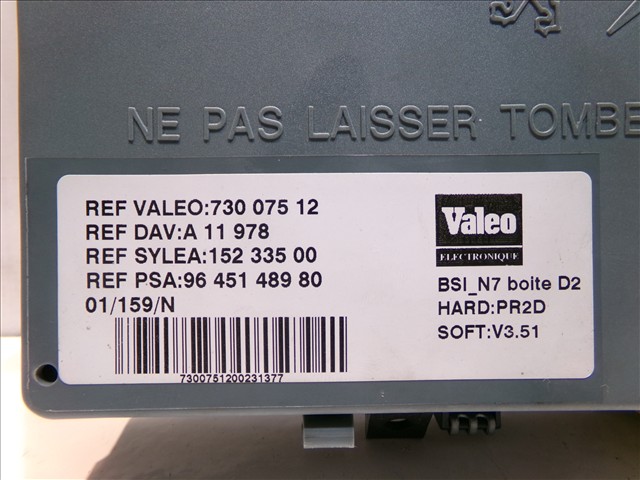 NE PAS LAISSER TOMBE
REF VALEO:730 075 12
REF DAV:A 11 978
REF SYLEA:152 335 00
REF PSA:96 451 489 80
01/159/N
7300751200231377
Valeo
ELECTRONIQUE
BSI_N7 boite D2
HARD:PR2D
SOFT:V3.51